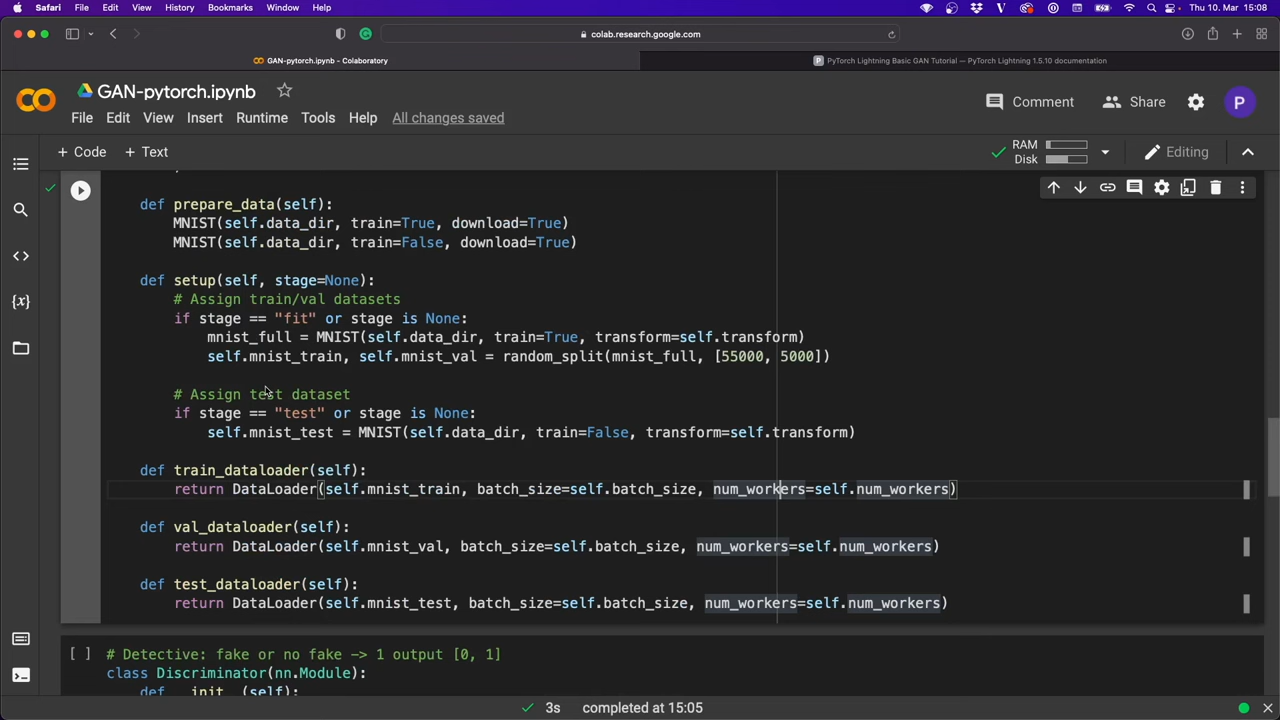 Safari File Edit View History Bookmarks Window Help Thu 10. Mar 15:08
colab.research.google.com
GAN-pytorch.ipynb - Colaboratory
PyTorch Lightning Basic GAN Tutorial — PyTorch Lightning 1.5.10 documentation
GAN-pytorch.ipynb
Comment Share P
File Edit View Insert Runtime Tools Help All changes saved
+ Code + Text RAM Disk Editing
def prepare_data(self):
MNIST(self.data_dir, train=True, download=True)
MNIST(self.data_dir, train=False, download=True)
def setup(self, stage=None):
# Assign train/val datasets
if stage == "fit" or stage is None:
mnist_full = MNIST(self.data_dir, train=True, transform=self.transform)
self.mnist_train, self.mnist_val = random_split(mnist_full, [55000, 5000])
# Assign test dataset
if stage == "test" or stage is None:
self.mnist_test = MNIST(self.data_dir, train=False, transform=self.transform)
def train_dataloader(self):
return DataLoader(self.mnist_train, batch_size=self.batch_size, num_workers=self.num_workers)
def val_dataloader(self):
return DataLoader(self.mnist_val, batch_size=self.batch_size, num_workers=self.num_workers)
def test_dataloader(self):
return DataLoader(self.mnist_test, batch_size=self.batch_size, num_workers=self.num_workers)
[ ] # Detective: fake or no fake -> 1 output [0, 1]
class Discriminator(nn.Module):
def __init__(self):
3s completed at 15:05